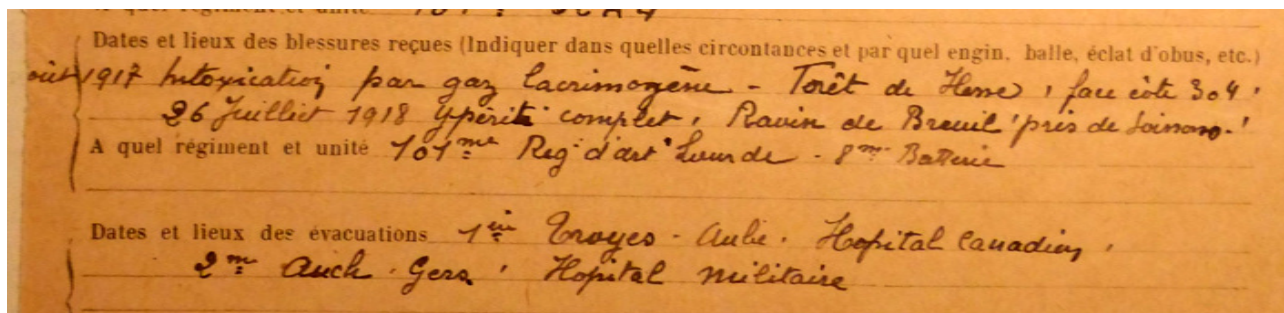 Dates et lieux des blessures reçues (Indiquer dans quelles circontances et par quel engin, balle, éclat d'obus, etc.)
1917 Intoxication par gaz lacrimogène - Forêt de Hesse, face côte 304.
26 Juillet 1918 Ypérité complet, Ravin de Breuil "près de Soissons."
A quel régiment et unité 101me Reg d'art Lourde - 8me Batterie
Dates et lieux des évacuations 1ère Troyes - Aube. Hopital Canadien,
2me Auch. Gers, Hopital Militaire